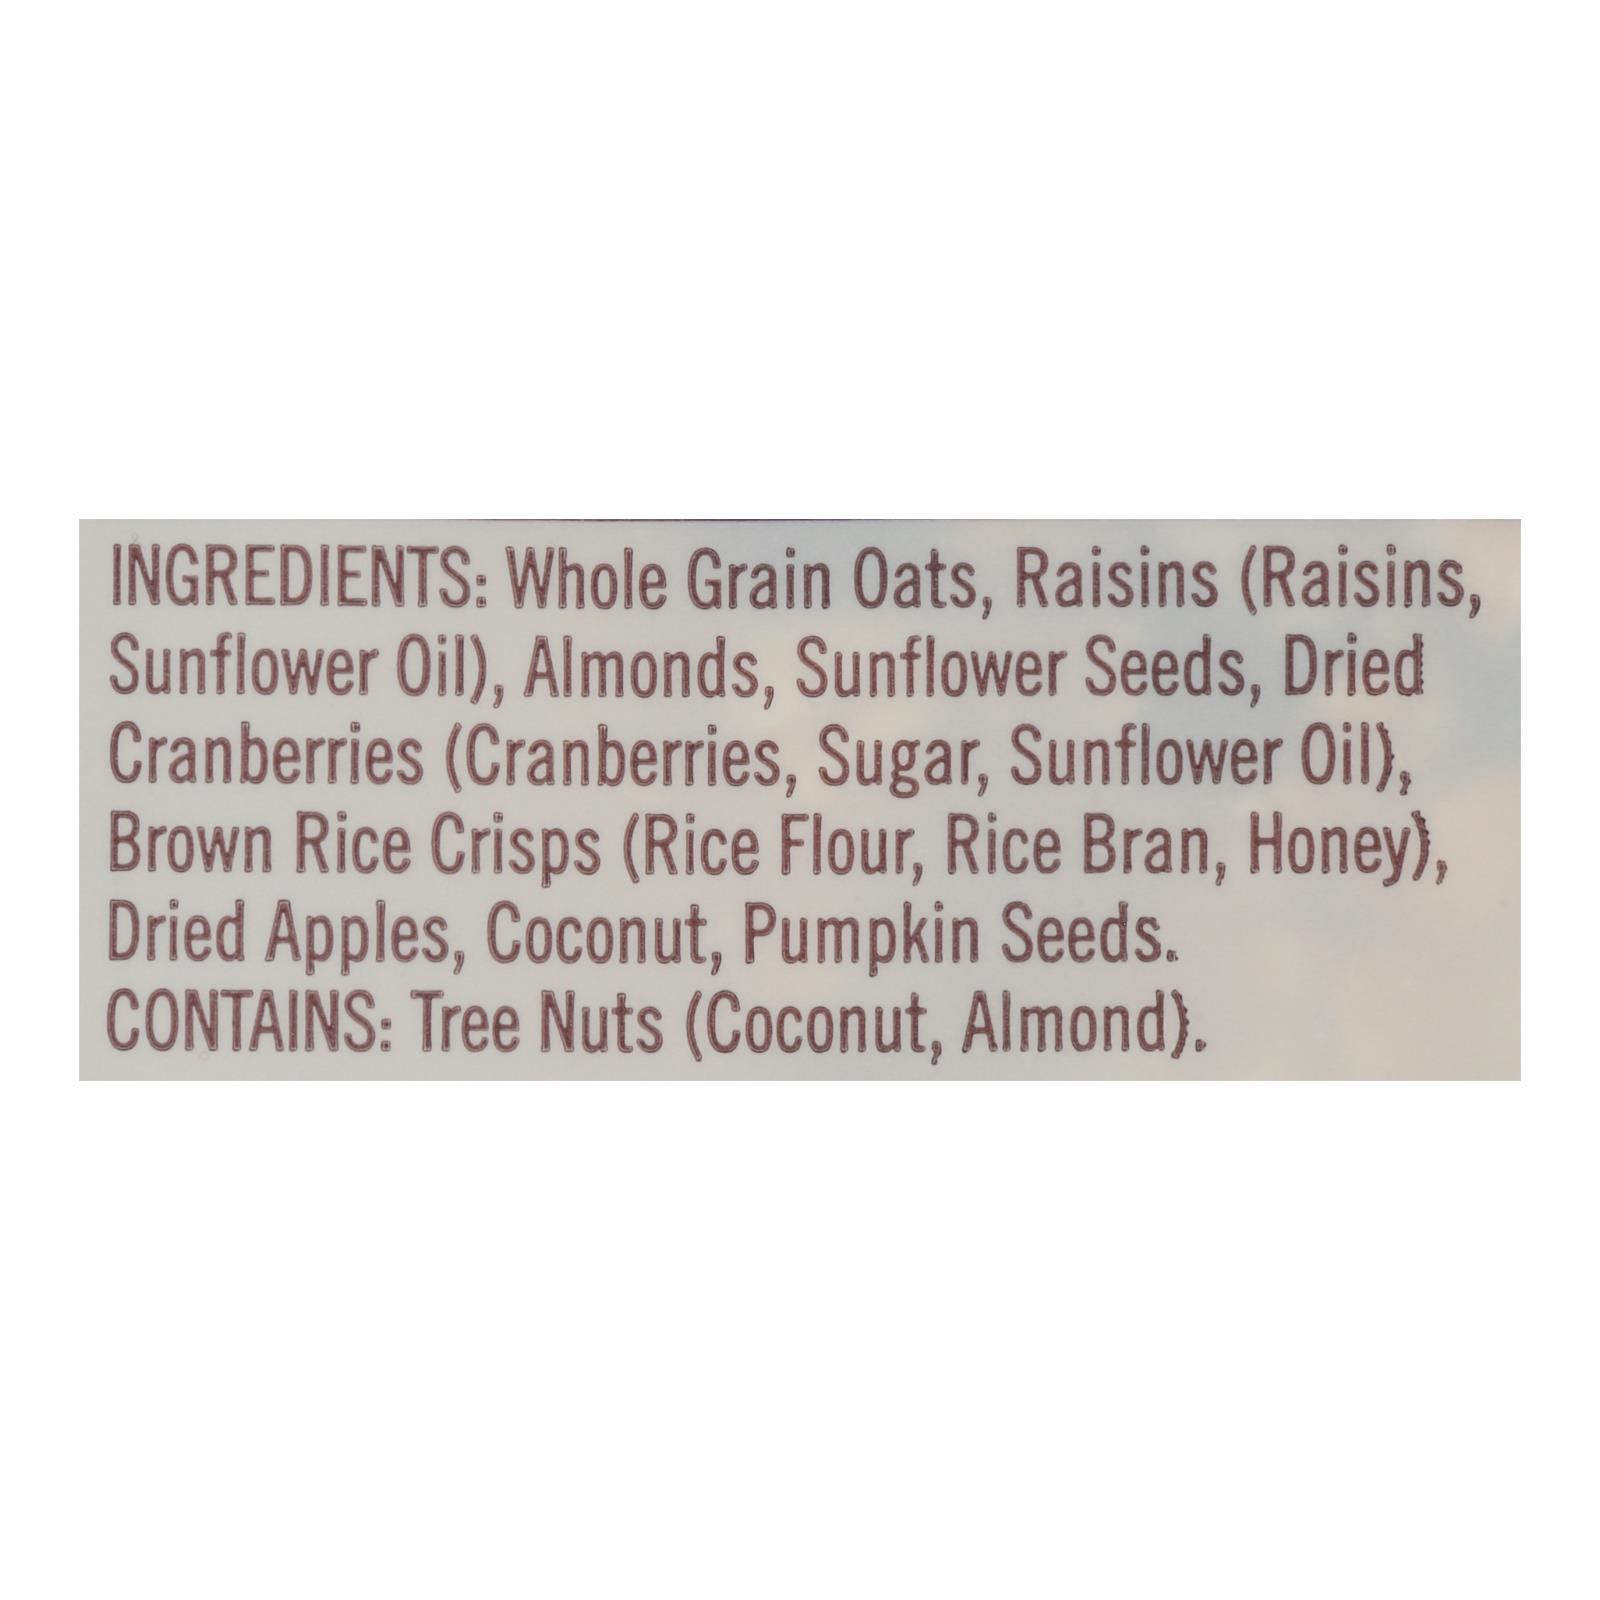 INGREDIENTS: Whole Grain Oats, Raisins (Raisins,
Sunflower Oil), Almonds, Sunflower Seeds, Dried
Cranberries (Cranberries, Sugar, Sunflower Oil),
Brown Rice Crisps (Rice Flour, Rice Bran, Honey),
Dried Apples, Coconut, Pumpkin Seeds.
CONTAINS: Tree Nuts (Coconut, Almond).